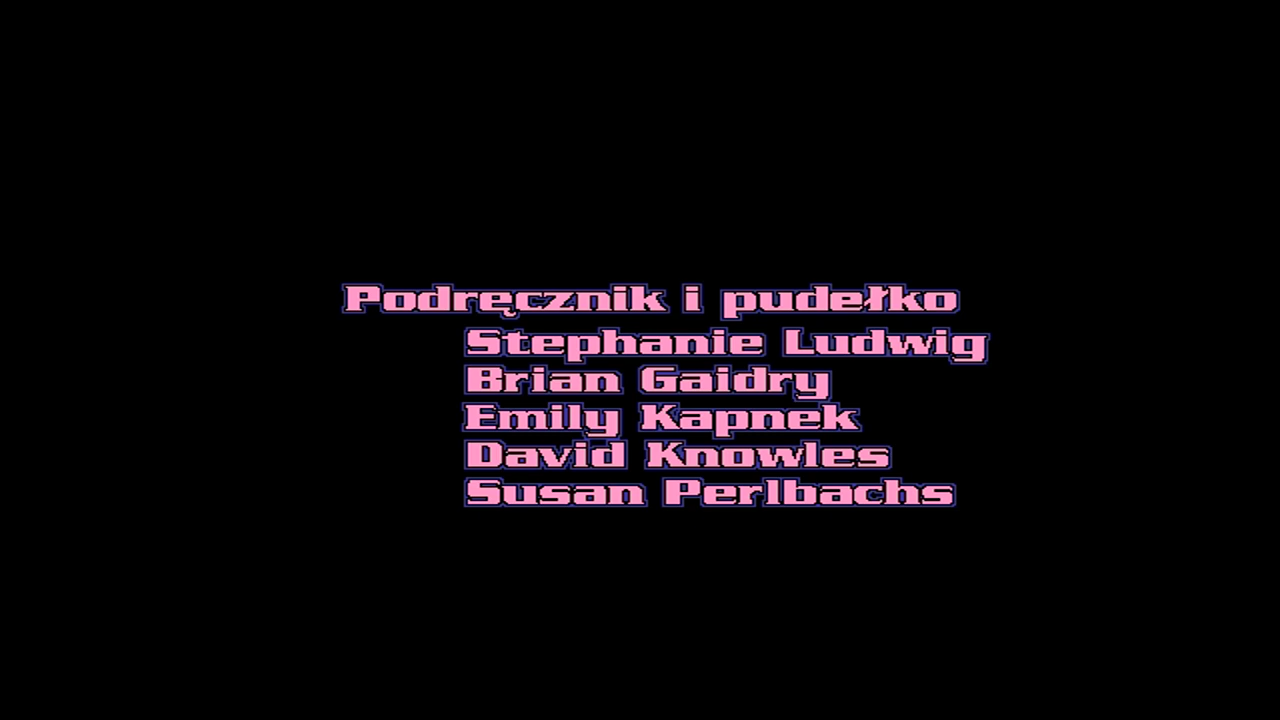 Podręcznik i pudełko
Stephanie Ludwig
Brian Gaidry
Emily Kapnek
David Knowles
Susan Perlbachs